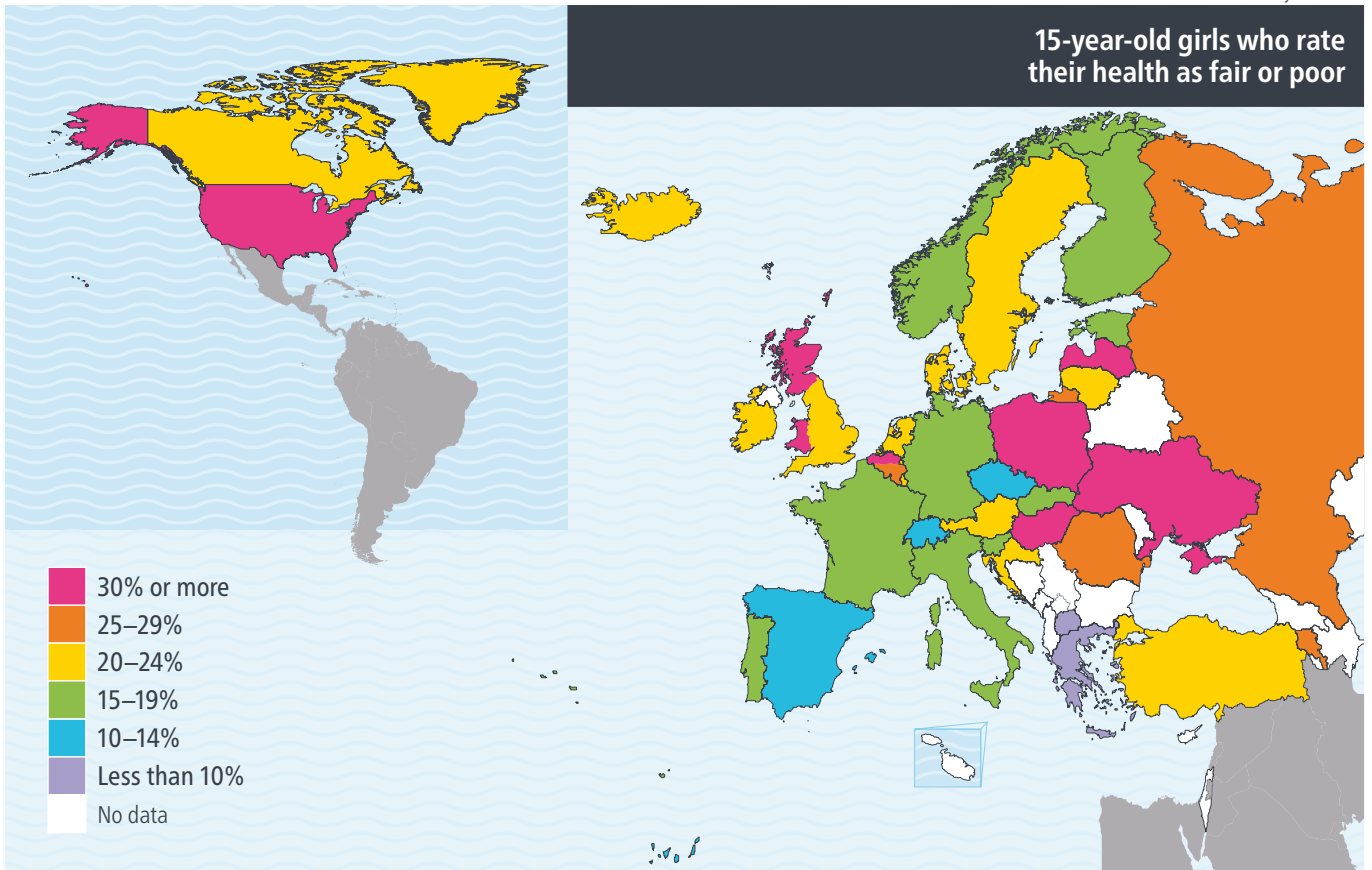 15-year-old girls who rate
their health as fair or poor
30% or more
25–29%
20–24%
15–19%
10–14%
Less than 10%
No data